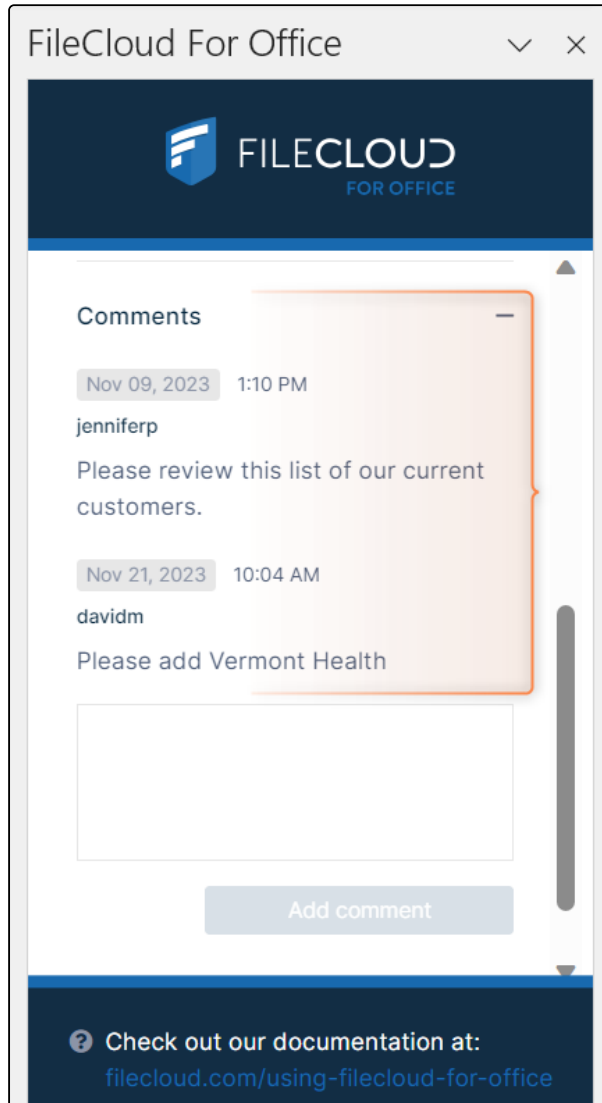 FileCloud For Office
FILECLOUD
FOR OFFICE
Comments
Nov 09, 2023 1:10 PM
jenniferp
Please review this list of our current
customers.
Nov 21, 2023 10:04 AM
davidm
Please add Vermont Health
Add comment
Check out our documentation at:
filecloud.com/using-filecloud-for-office